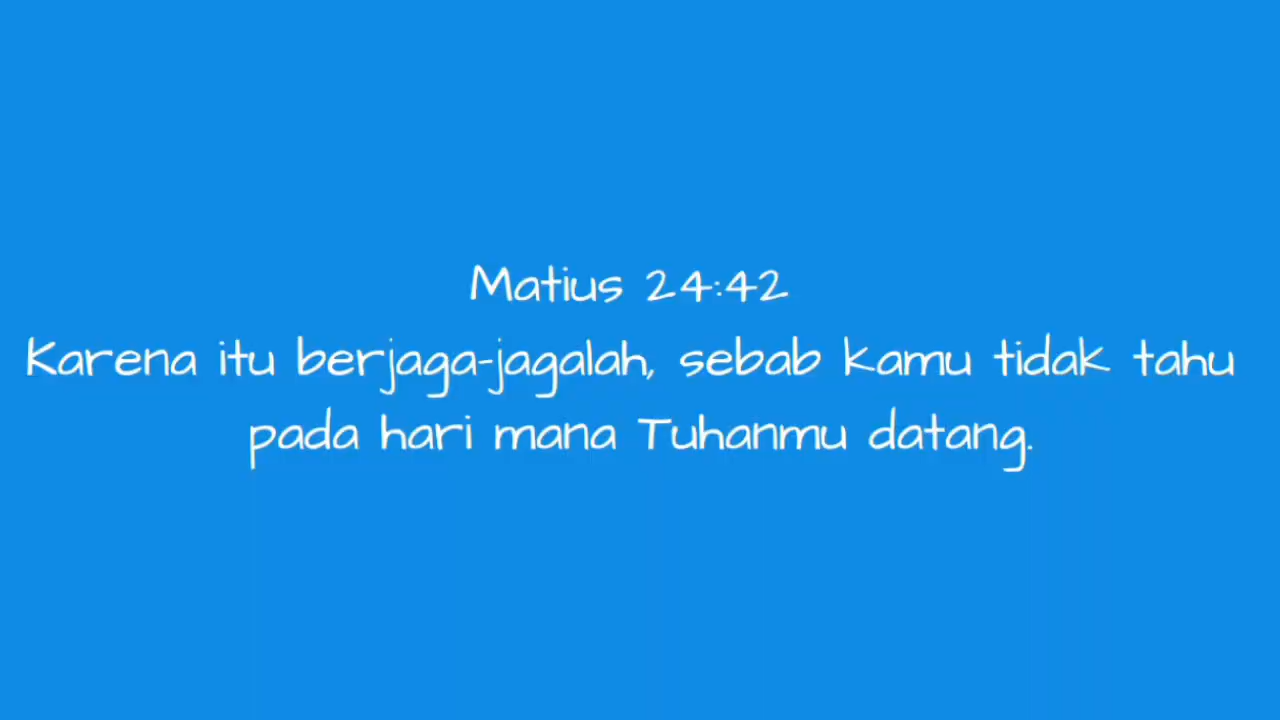 Matius 24:42
Karena itu berjaga-jagalah, sebab kamu tidak tahu
pada hari mana Tuhanmu datang.